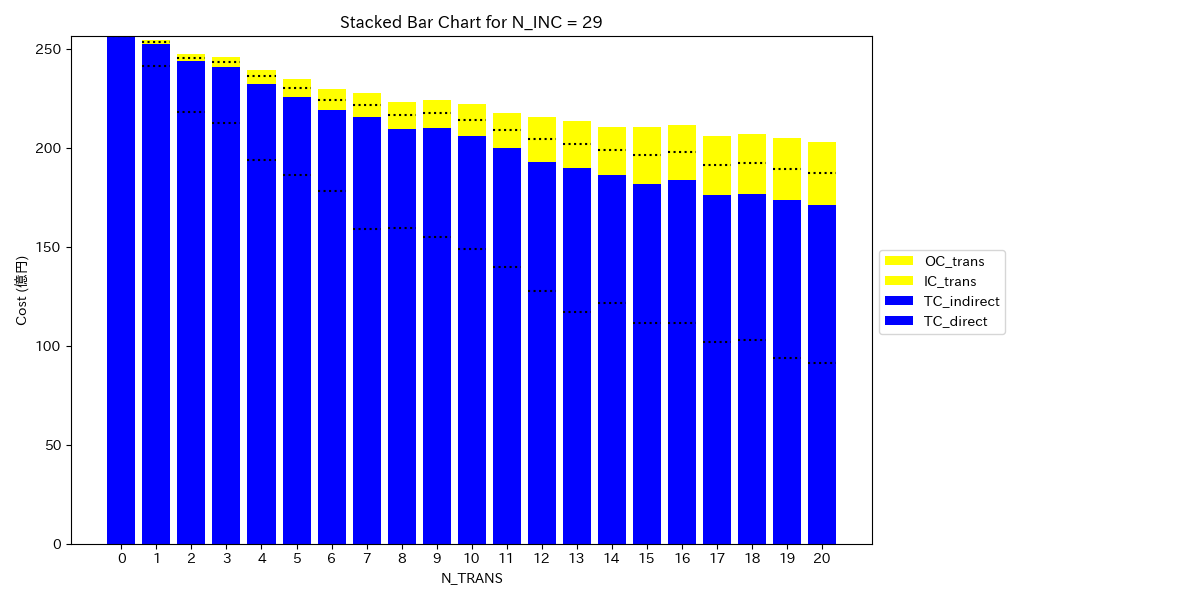 Stacked Bar Chart for N_INC = 29
Cost (億円)
250
200
150
100
50
0
0 1 2 3 4 5 6 7 8 9 10 11 12 13 14 15 16 17 18 19 20
N_TRANS
OC_trans
IC_trans
TC_indirect
TC_direct